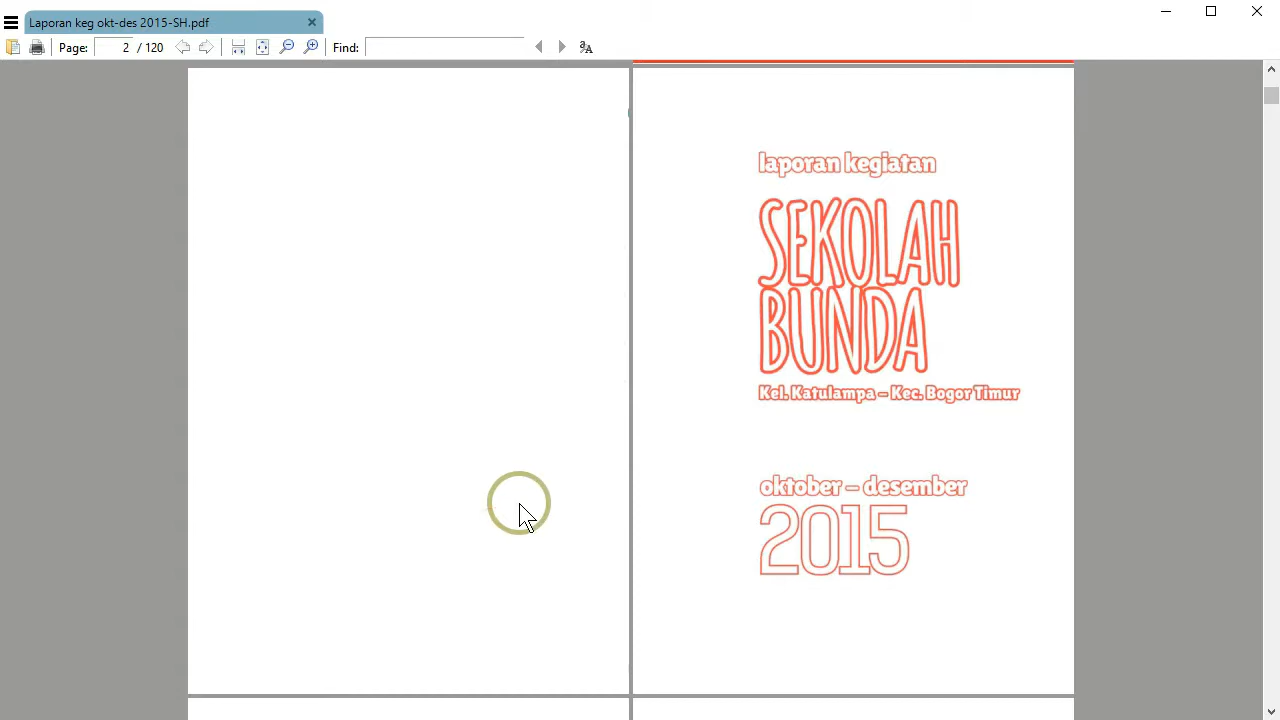 Laporan keg okt-des 2015-SH.pdf
Page: 2 / 120 Find:
laporan kegiatan
SEKOLAH
BUNDA
Kel. Katulampa – Kec. Bogor Timur
oktober – desember
2015